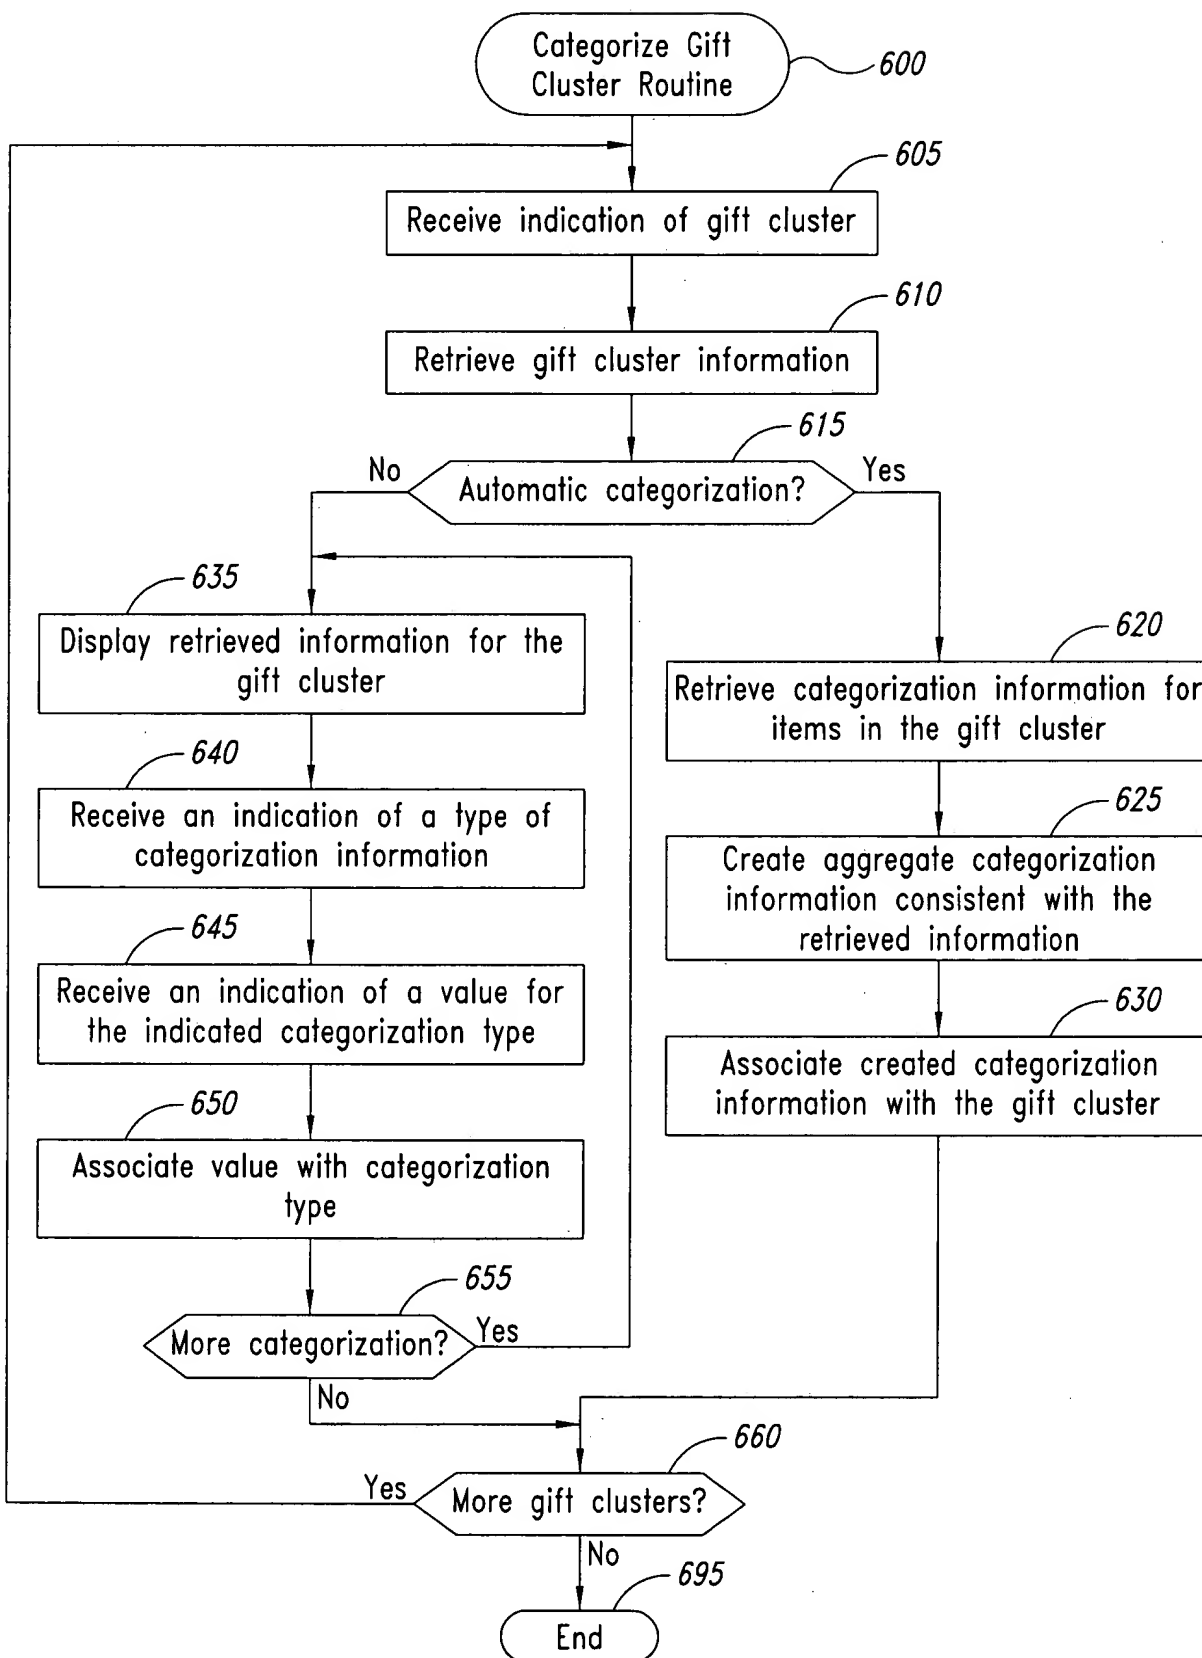 Categorize Gift
Cluster Routine
600
605
Receive indication of gift cluster
610
Retrieve gift cluster information
615
No
Automatic categorization?
Yes
635
Display retrieved information for the
gift cluster
620
Retrieve categorization information for
items in the gift cluster
640
Receive an indication of a type of
categorization information
625
Create aggregate categorization
information consistent with the
retrieved information
645
Receive an indication of a value for
the indicated categorization type
630
Associate created categorization
information with the gift cluster
650
Associate value with categorization
type
655
More categorization?
Yes
No
660
Yes
More gift clusters?
No
695
End